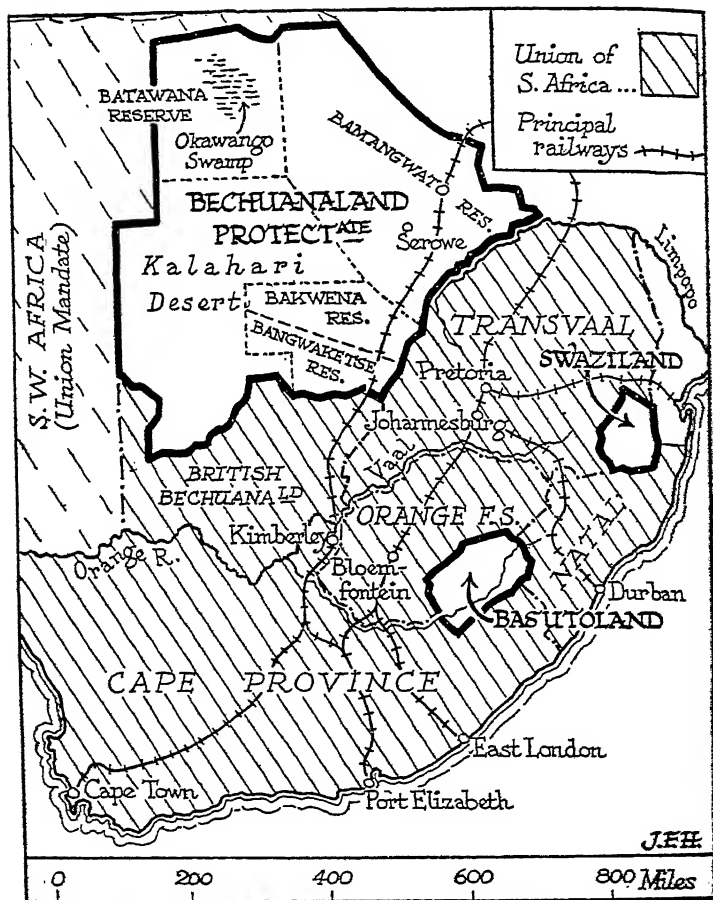 Union of
S. Africa...
Principal
railways
BATAWANA
RESERVE
Okawango
Swamp
BAMANGWATO RES.
BECHUANALAND
PROTECTATE
Serowe
Kalahari
Desert
BAKWENA
RES.
BANGWAKETSE
RES.
S.W. AFRICA
(Union Mandate)
Limpopo
TRANSVAAL
SWAZILAND
Pretoria
Johannesburg
Vaal
BRITISH
BECHUANALD
ORANGE F.S.
NATAL
Kimberley
Orange R.
Bloem-
fontein
Durban
BASUTOLAND
CAPE PROVINCE
East London
Cape Town
Port Elizabeth
J.F.H.
0 200 400 600 800 Miles